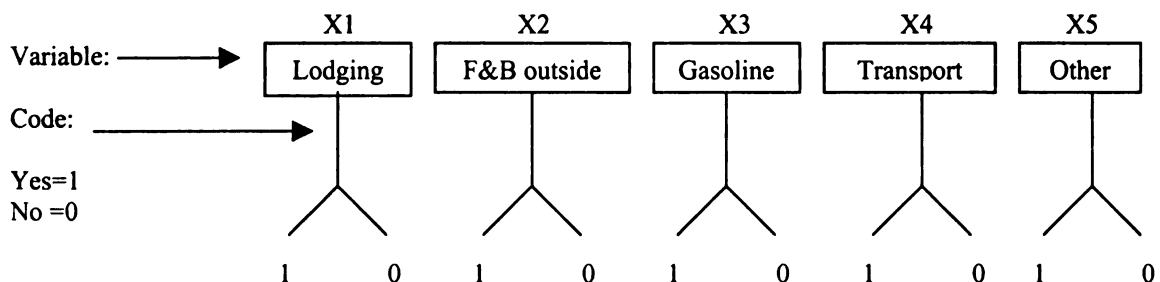 X1 X2 X3 X4 X5
Variable: Lodging F&B outside Gasoline Transport Other
Code:
Yes=1
No =0
1 0 1 0 1 0 1 0 1 0